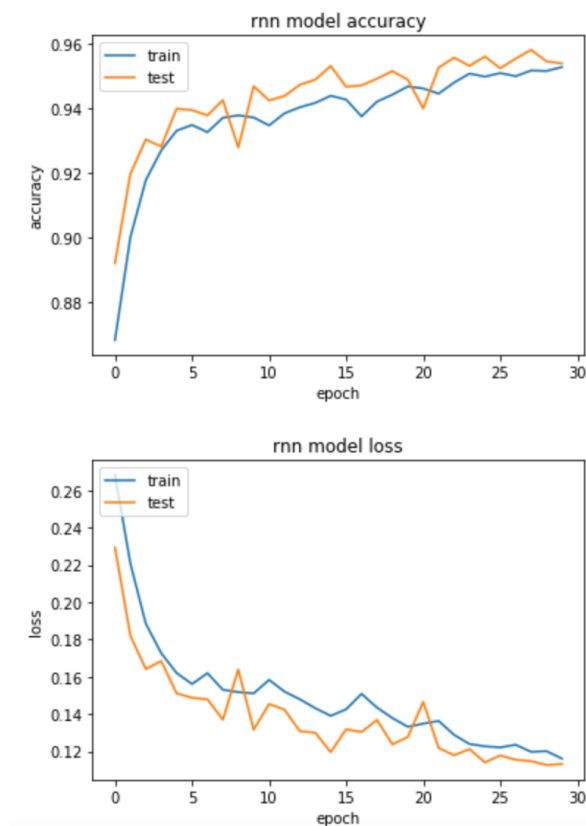 rnn model accuracy
train
test
0.96
0.94
0.92
0.90
0.88
accuracy
0 5 10 15 20 25 30
epoch
rnn model loss
train
test
0.26
0.24
0.22
0.20
0.18
0.16
0.14
0.12
loss
0 5 10 15 20 25 30
epoch